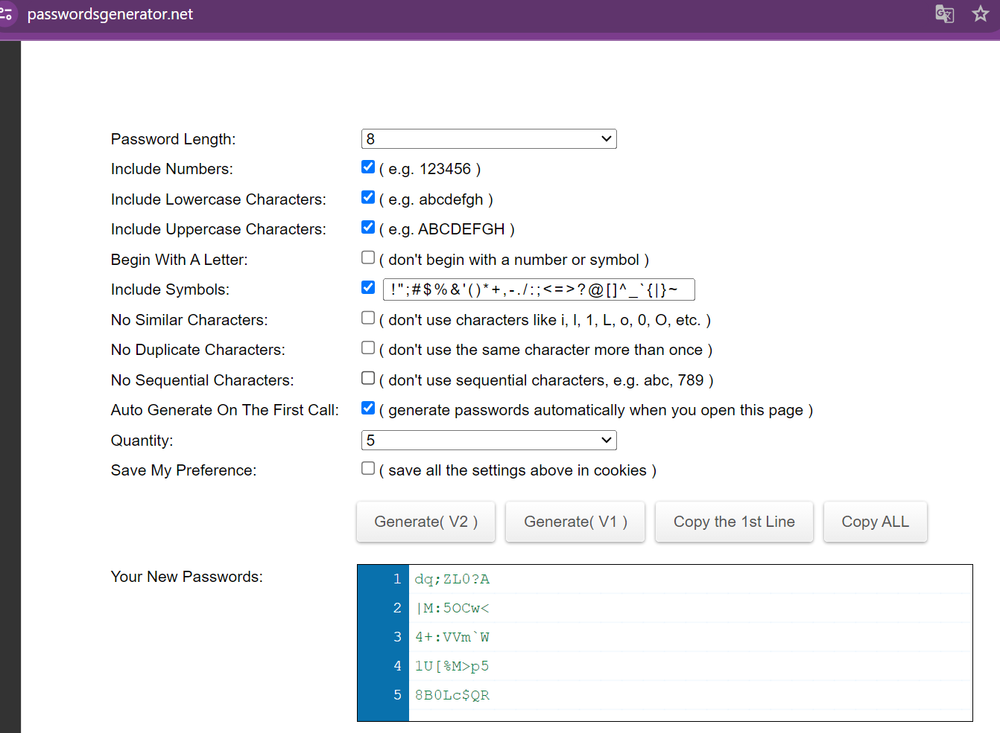 passwordsgenerator.net
Password Length: 8
Include Numbers: ( e.g. 123456 )
Include Lowercase Characters: ( e.g. abcdefgh )
Include Uppercase Characters: ( e.g. ABCDEFGH )
Begin With A Letter: ( don't begin with a number or symbol )
Include Symbols: !";#$%&'()*+,-./:;<=>?@[]^_`{|}~
No Similar Characters: ( don't use characters like i, l, 1, L, o, 0, O, etc. )
No Duplicate Characters: ( don't use the same character more than once )
No Sequential Characters: ( don't use sequential characters, e.g. abc, 789 )
Auto Generate On The First Call: ( generate passwords automatically when you open this page )
Quantity: 5
Save My Preference: ( save all the settings above in cookies )
Generate( V2 ) Generate( V1 ) Copy the 1st Line Copy ALL
Your New Passwords:
1 dq;ZL0?A
2 |M:5OCw<
3 4+:VVm`W
4 1U[%M>p5
5 8B0Lc$QR